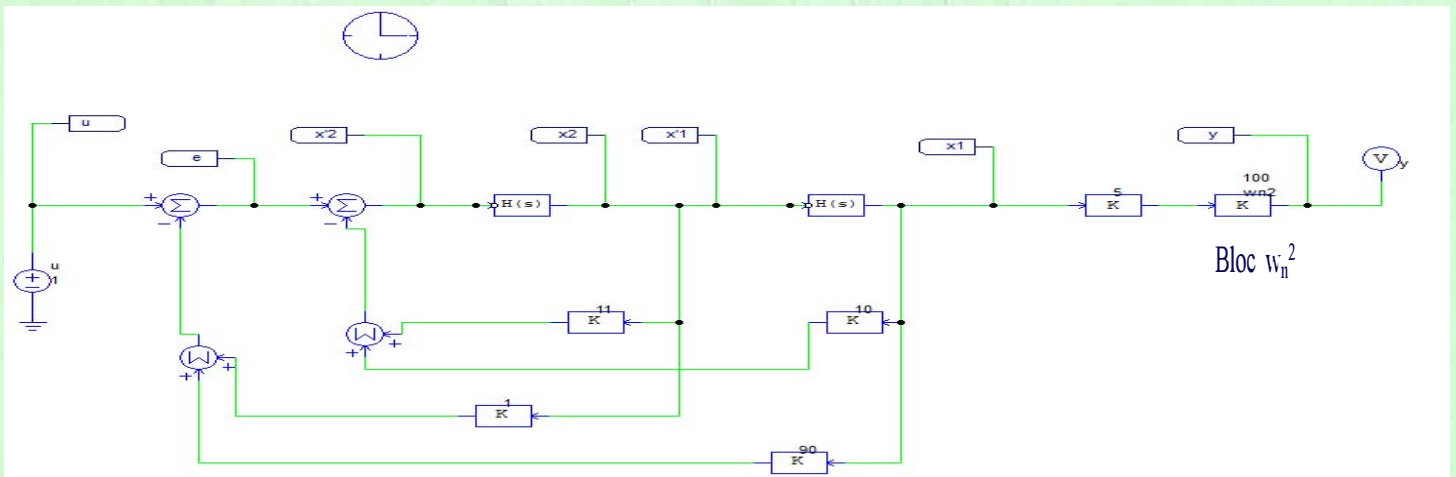 u
x'2
x2
x'1
y
e
x1
V y
5
100
wn2
+ Σ
+ Σ
H(s)
H(s)
K
K
−
−
Bloc wn²
u
1
11
10
K
K
Σ +
+
Σ +
+
1
K
90
K